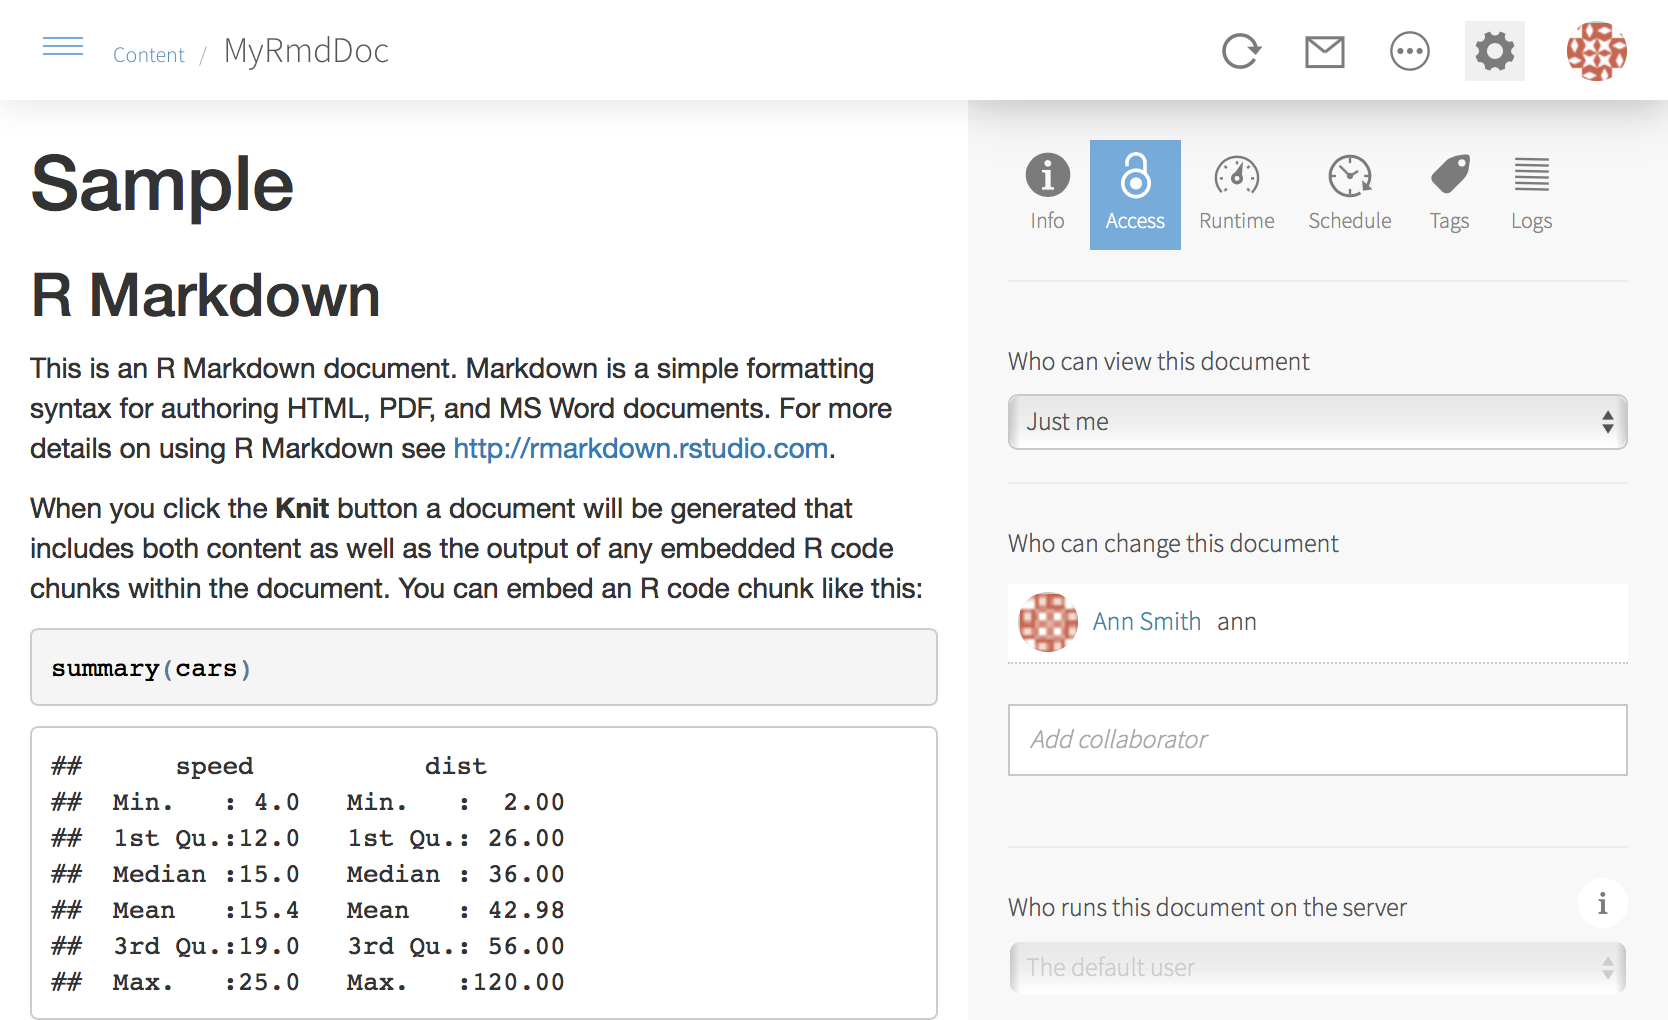 Content / MyRmdDoc
Sample
R Markdown
This is an R Markdown document. Markdown is a simple formatting
syntax for authoring HTML, PDF, and MS Word documents. For more
details on using R Markdown see http://rmarkdown.rstudio.com.
When you click the Knit button a document will be generated that
includes both content as well as the output of any embedded R code
chunks within the document. You can embed an R code chunk like this:
summary(cars)
##      speed           dist
##  Min.   : 4.0   Min.   :  2.00
##  1st Qu.:12.0   1st Qu.: 26.00
##  Median :15.0   Median : 36.00
##  Mean   :15.4   Mean   : 42.98
##  3rd Qu.:19.0   3rd Qu.: 56.00
##  Max.   :25.0   Max.   :120.00
Info Access Runtime Schedule Tags Logs
Who can view this document
Just me
Who can change this document
Ann Smith ann
Add collaborator
Who runs this document on the server
The default user